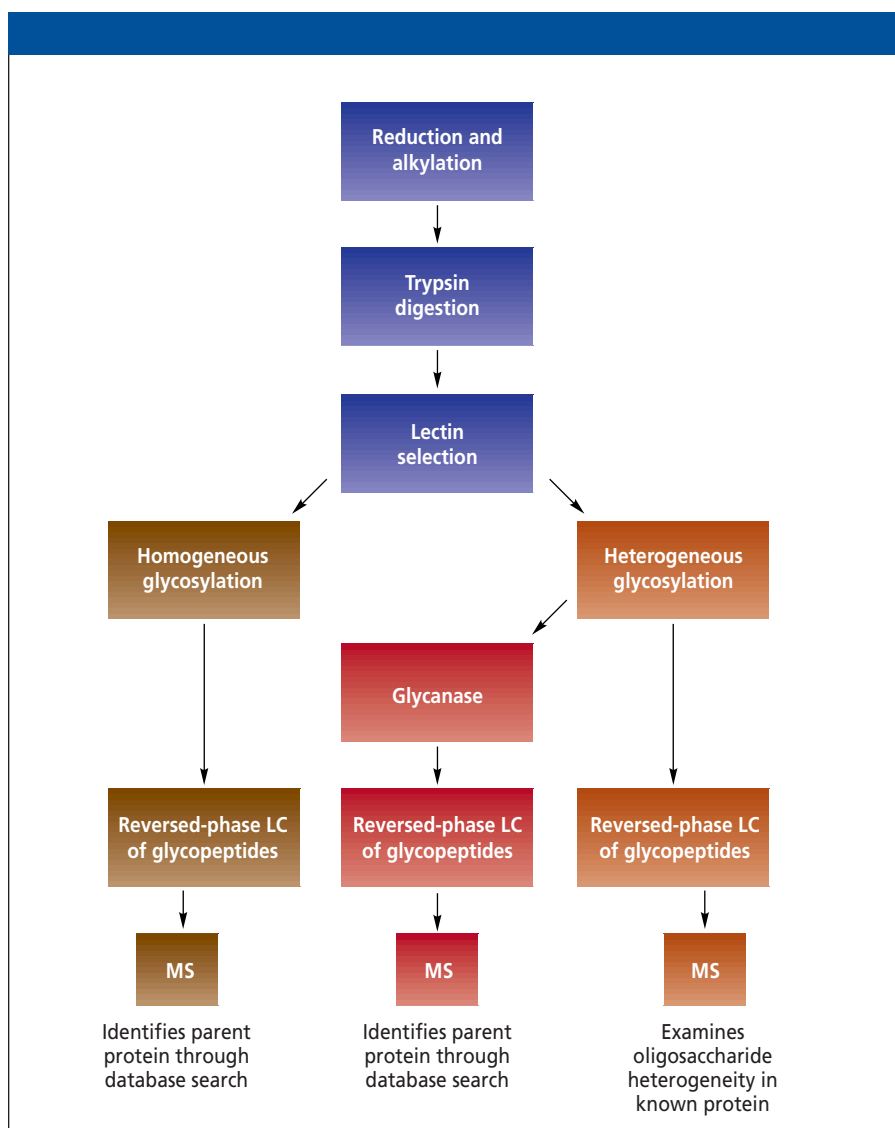 Reduction and
alkylation
Trypsin
digestion
Lectin
selection
Homogeneous
glycosylation
Heterogeneous
glycosylation
Glycanase
Reversed-phase LC
of glycopeptides
Reversed-phase LC
of glycopeptides
Reversed-phase LC
of glycopeptides
MS
MS
MS
Identifies parent
protein through
database search
Identifies parent
protein through
database search
Examines
oligosaccharide
heterogeneity in
known protein